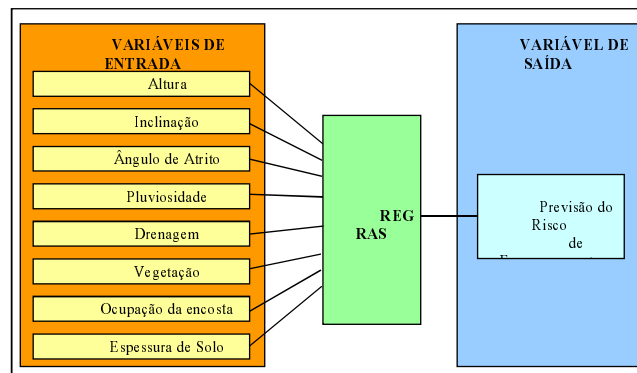 VARIÁVEIS DE
ENTRADA
Altura
Inclinação
Ângulo de Atrito
Pluviosidade
Drenagem
Vegetação
Ocupação da encosta
Espessura de Solo
REG
RAS
VARIÁVEL DE
SAÍDA
Previsão do
Risco
de